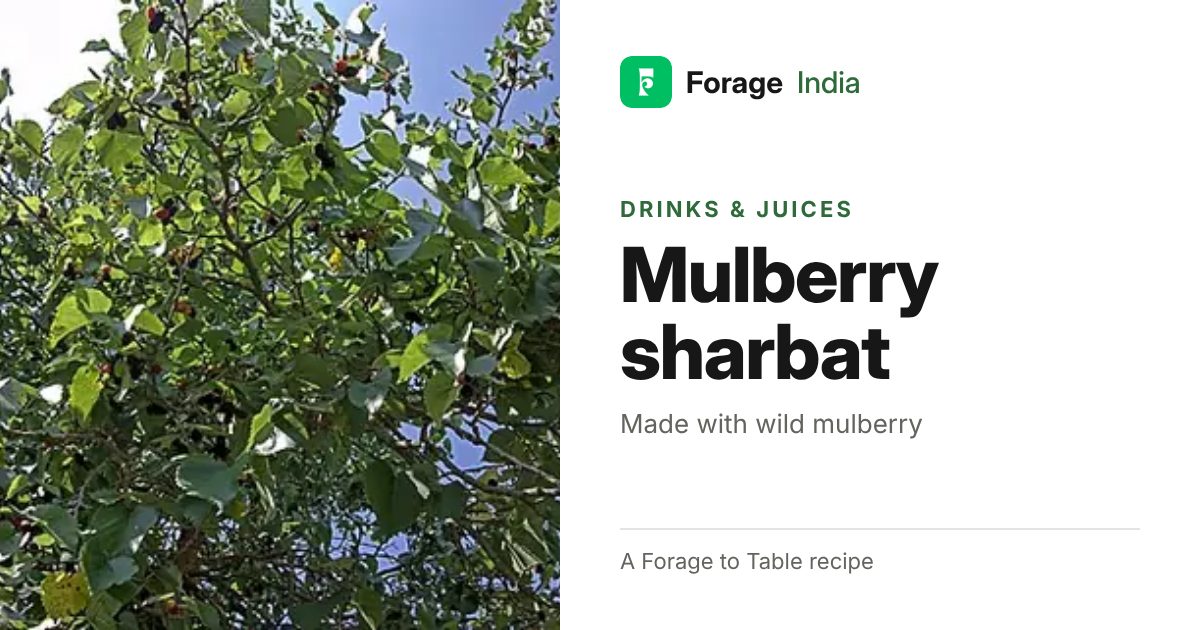 Forage India
DRINKS & JUICES
Mulberry
sharbat
Made with wild mulberry
A Forage to Table recipe